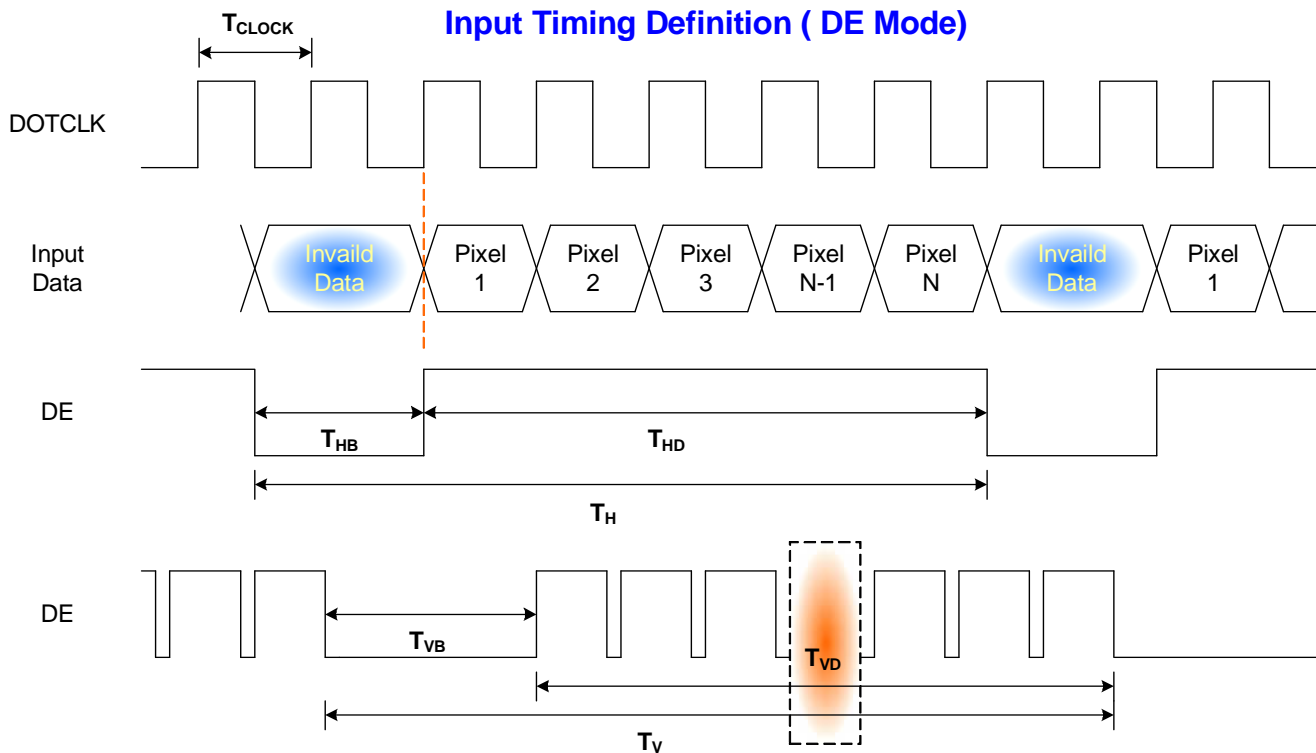 Input Timing Definition ( DE Mode)
TCLOCK
DOTCLK
Input
Data
Invaild
Data
Pixel
1
Pixel
2
Pixel
3
Pixel
N-1
Pixel
N
Invaild
Data
Pixel
1
DE
THB
THD
TH
DE
TVB
TVD
TV